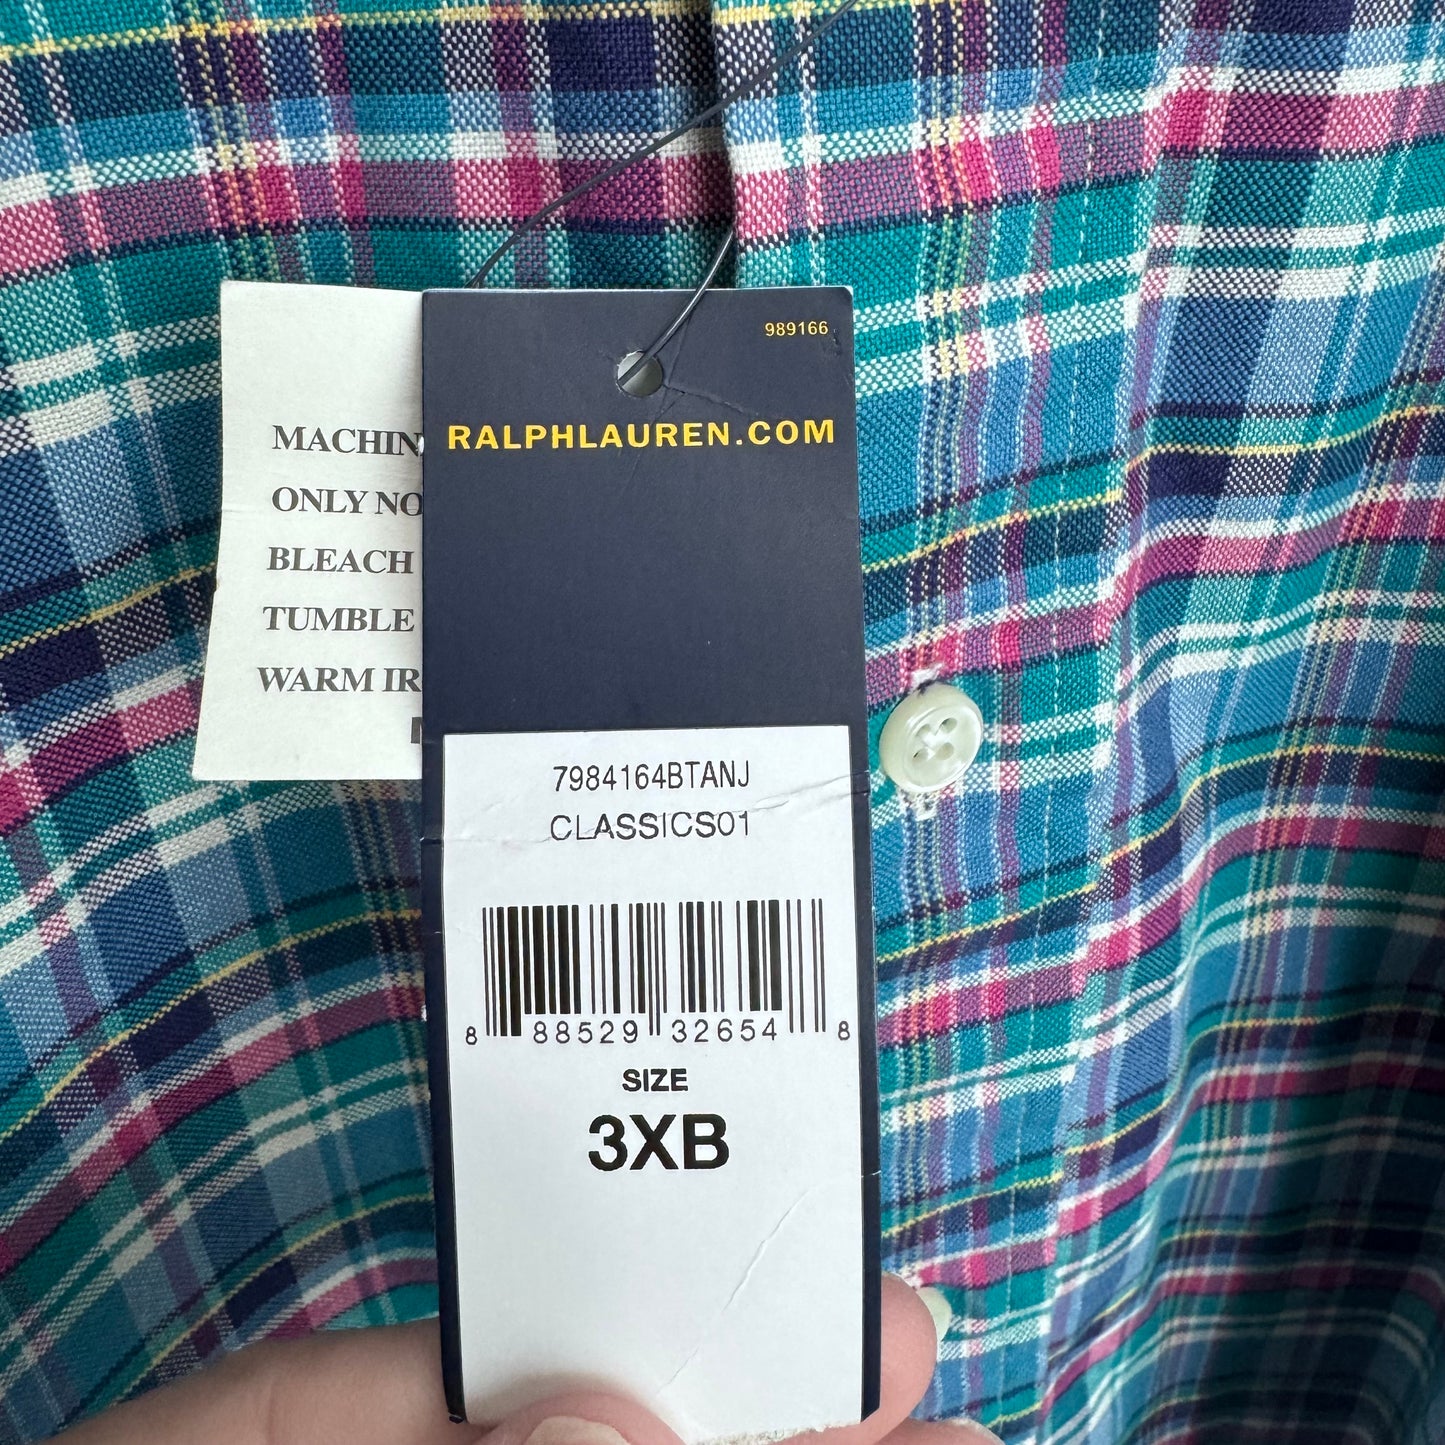 989166
RALPHLAUREN.COM
MACHIN
ONLY NO
BLEACH
TUMBLE
WARM IR
7984164BTANJ
CLASSICS01
8 88529 32654 8
SIZE
3XB